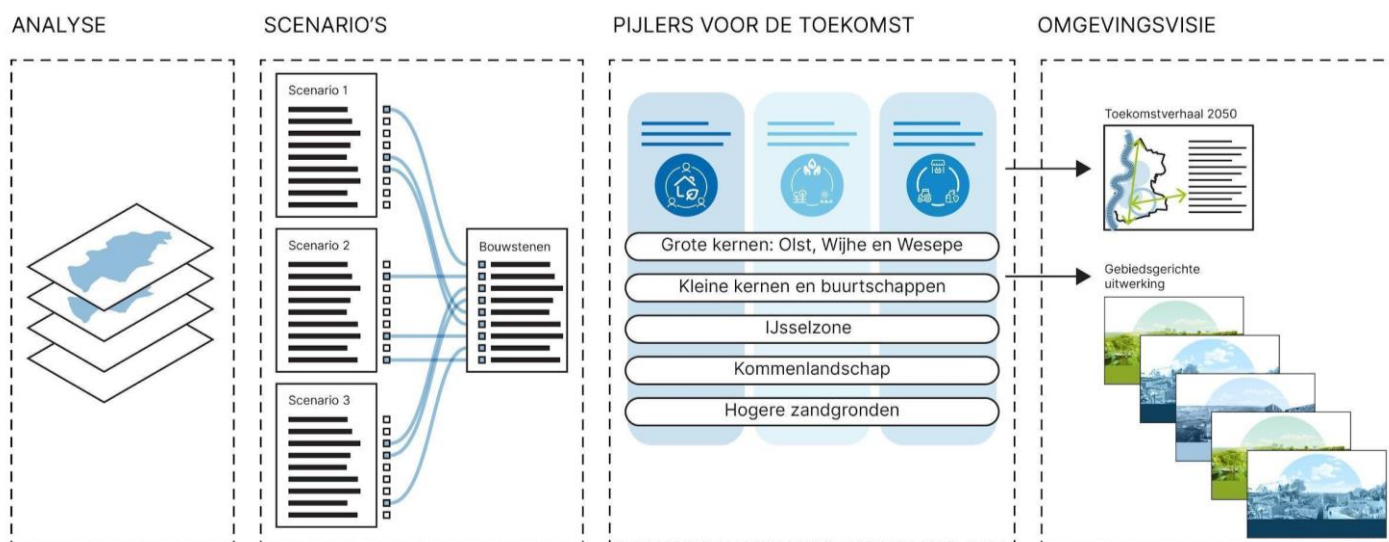 ANALYSE
SCENARIO'S
PIJLERS VOOR DE TOEKOMST
OMGEVINGSVISIE
Scenario 1
Scenario 2
Scenario 3
Bouwstenen
Grote kernen: Olst, Wijhe en Wesepe
Kleine kernen en buurtschappen
IJsselzone
Kommenlandschap
Hogere zandgronden
Toekomstverhaal 2050
Gebiedsgerichte
uitwerking